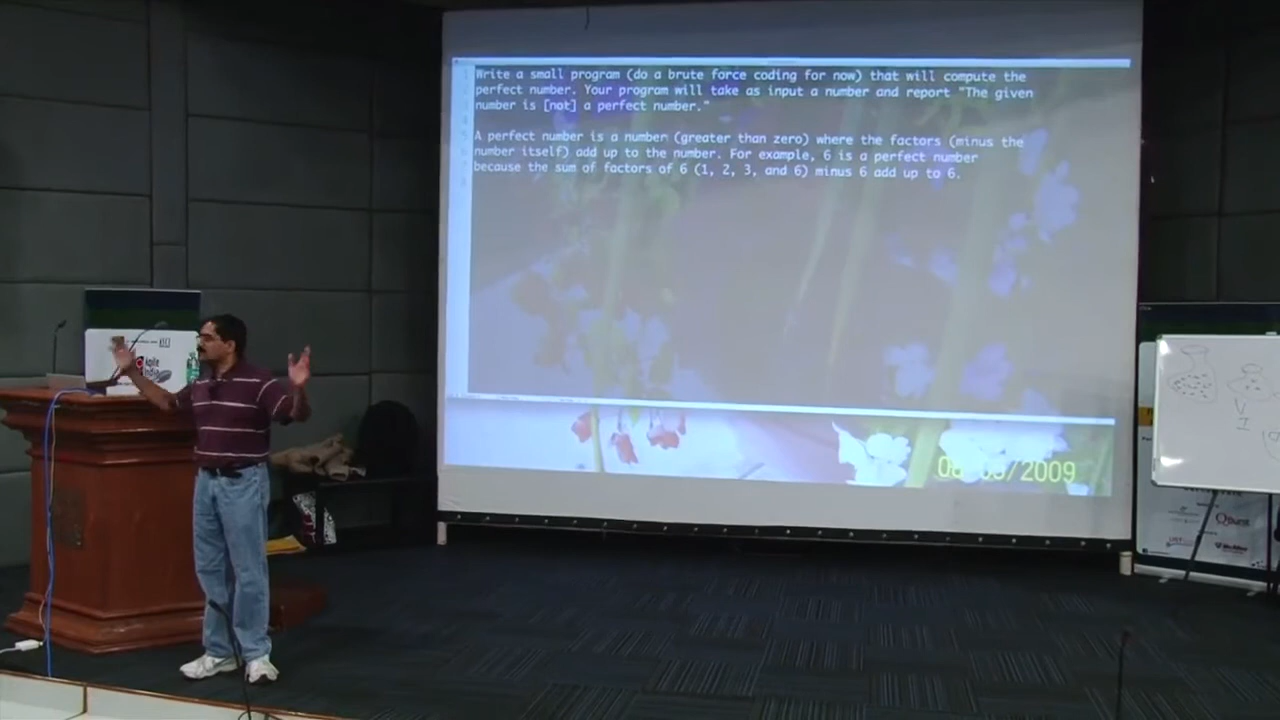 Write a small program (do a brute force coding for now) that will compute the
perfect number. Your program will take as input a number and report "The given
number is [not] a perfect number."
A perfect number is a number (greater than zero) where the factors (minus the
number itself) add up to the number. For example, 6 is a perfect number
because the sum of factors of 6 (1, 2, 3, and 6) minus 6 add up to 6.
/2009
Agile
India
V
I